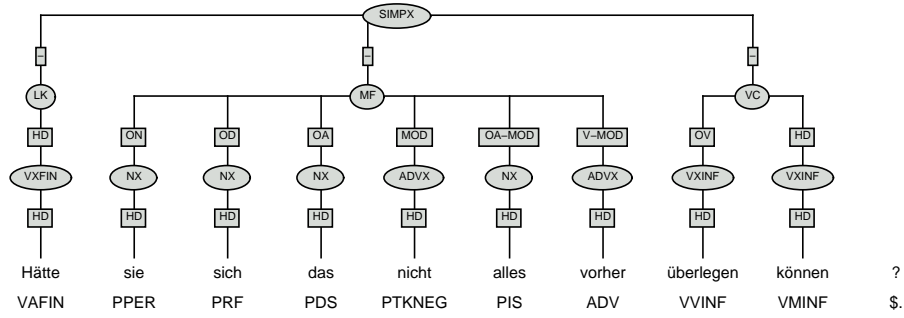 SIMPX
– – –
LK MF VC
HD ON OD OA MOD OA–MOD V–MOD OV HD
VXFIN NX NX NX ADVX NX ADVX VXINF VXINF
HD HD HD HD HD HD HD HD HD
Hätte sie sich das nicht alles vorher überlegen können ?
VAFIN PPER PRF PDS PTKNEG PIS ADV VVINF VMINF $.